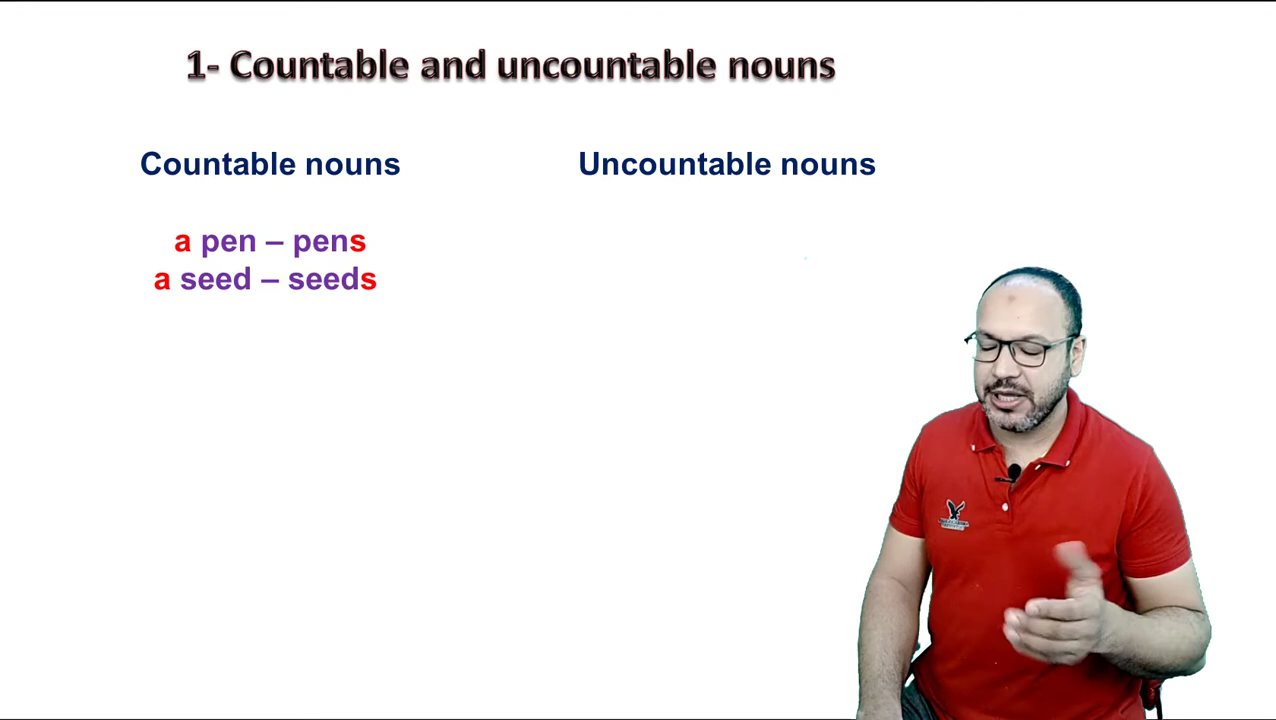 1- Countable and uncountable nouns
Countable nouns
Uncountable nouns
a pen – pens
a seed – seeds